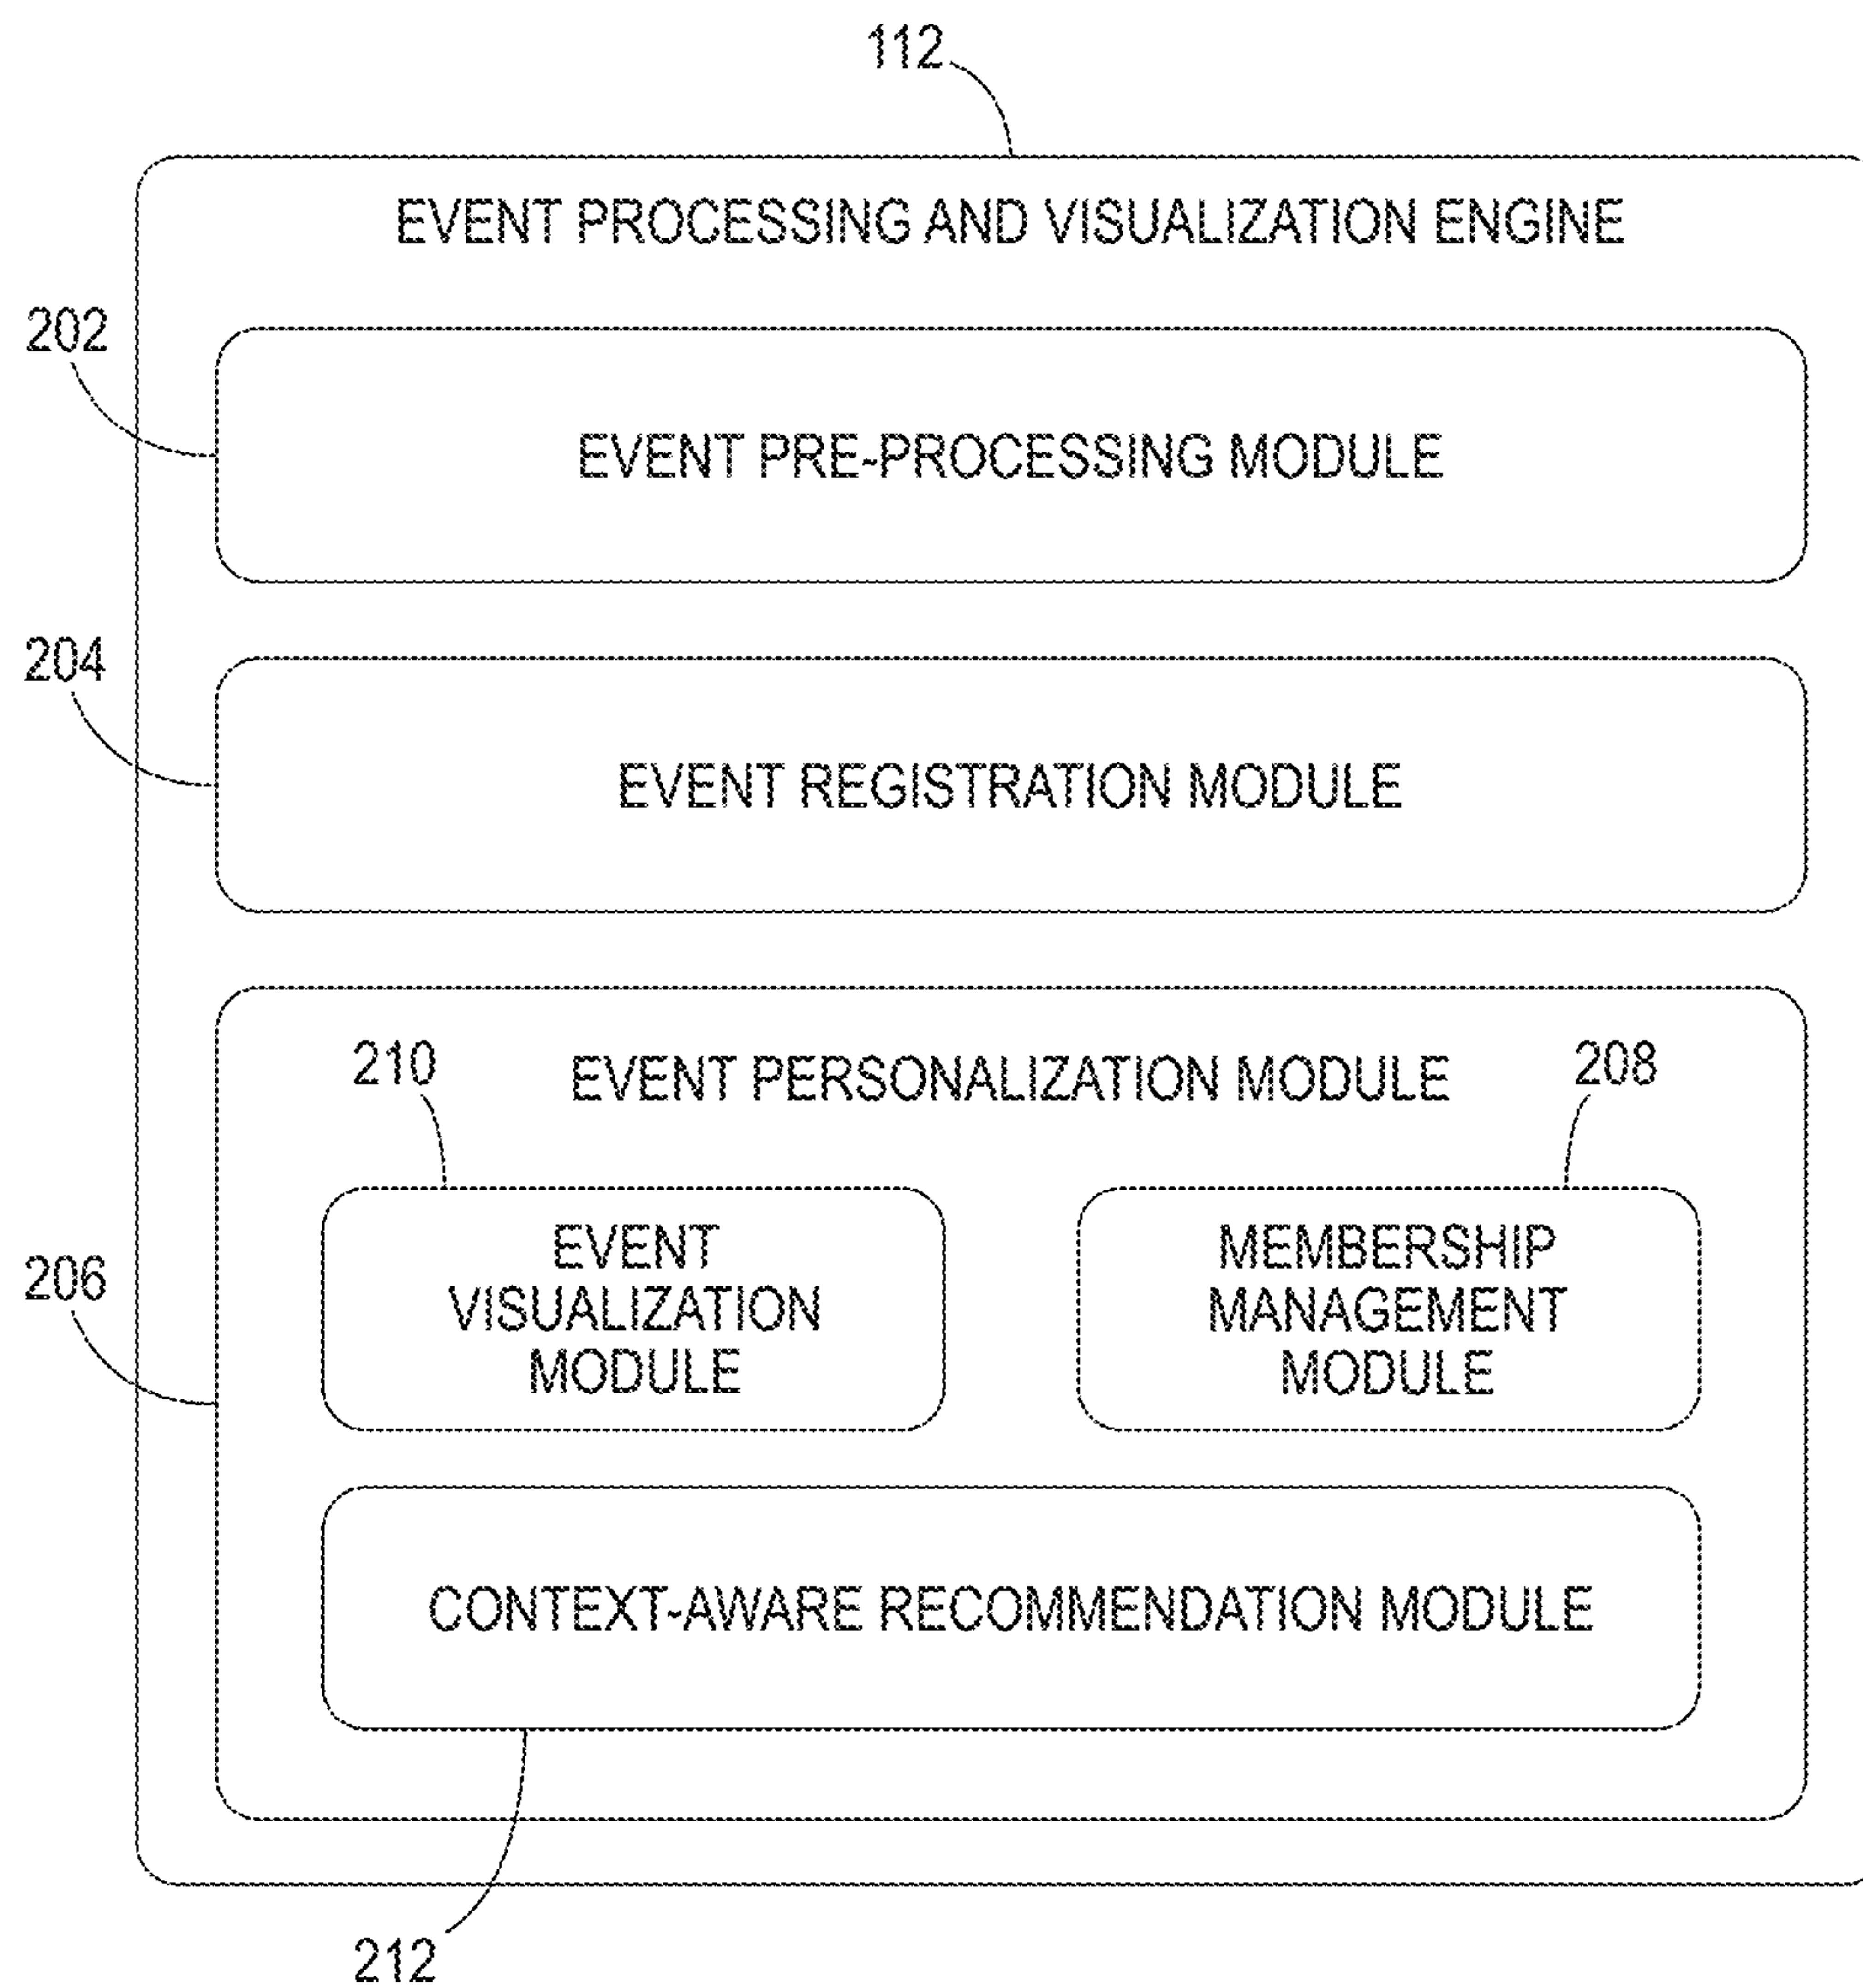 112
EVENT PROCESSING AND VISUALIZATION ENGINE
202
EVENT PRE-PROCESSING MODULE
204
EVENT REGISTRATION MODULE
206
EVENT PERSONALIZATION MODULE
210
EVENT
VISUALIZATION
MODULE
208
MEMBERSHIP
MANAGEMENT
MODULE
CONTEXT-AWARE RECOMMENDATION MODULE
212